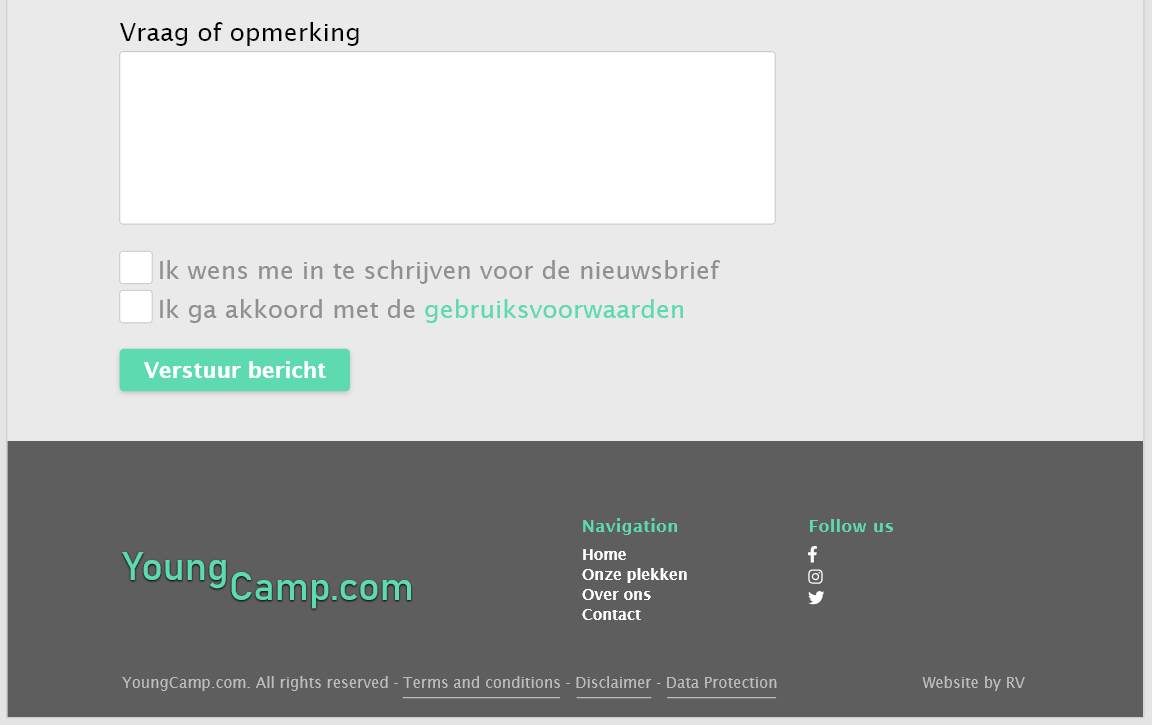 Vraag of opmerking
Ik wens me in te schrijven voor de nieuwsbrief
Ik ga akkoord met de gebruiksvoorwaarden
Verstuur bericht
YoungCamp.com
Navigation
Home
Onze plekken
Over ons
Contact
Follow us
YoungCamp.com. All rights reserved - Terms and conditions - Disclaimer - Data Protection
Website by RV